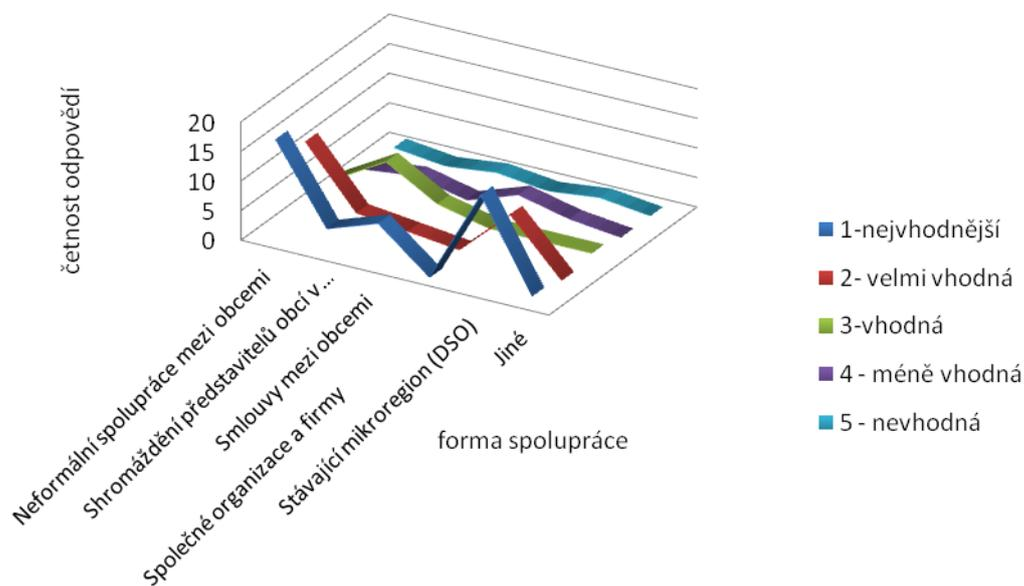 četnost odpovědí
20
15
10
5
0
Neformální spolupráce mezi obcemi
Shromáždění představitelů obcí v...
Smlouvy mezi obcemi
Společné organizace a firmy
Stávající mikroregion (DSO)
Jiné
forma spolupráce
1-nejvhodnější
2- velmi vhodná
3-vhodná
4 - méně vhodná
5 - nevhodná